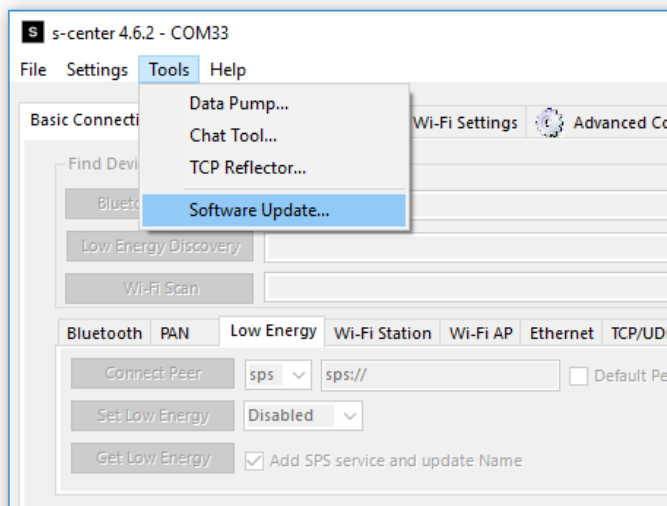 S s-center 4.6.2 - COM33
File Settings Tools Help
Data Pump...
Basic Connecti Wi-Fi Settings Advanced Co
Chat Tool...
Find Devi TCP Reflector...
Blueto Software Update...
Low Energy Discovery
Wi-Fi Scan
Bluetooth PAN Low Energy Wi-Fi Station Wi-Fi AP Ethernet TCP/UD
Connect Peer sps sps:// Default Pe
Set Low Energy Disabled
Get Low Energy Add SPS service and update Name